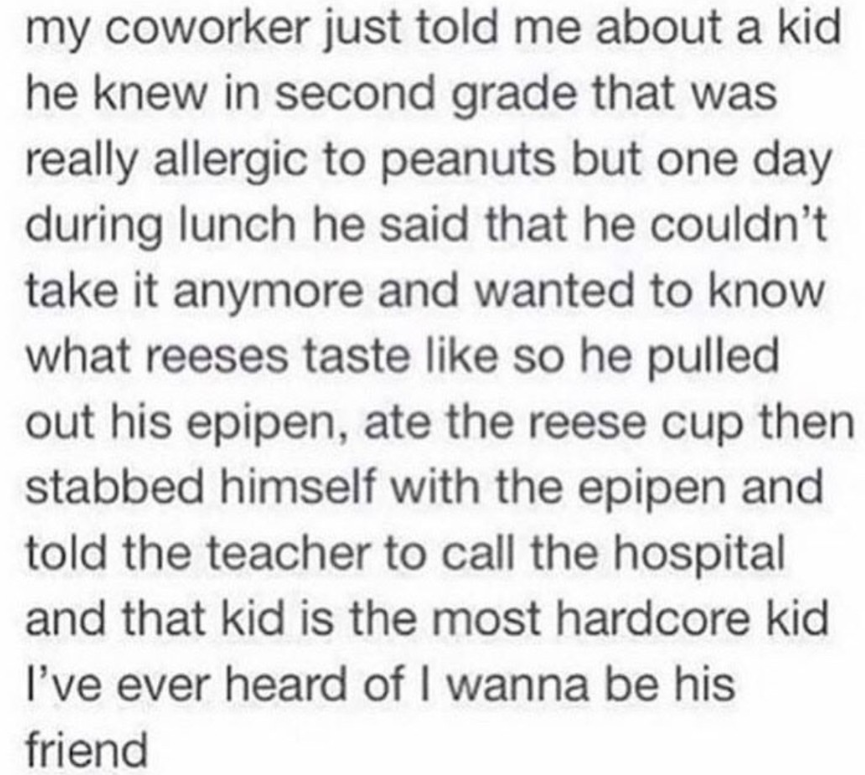 my coworker just told me about a kid
he knew in second grade that was
really allergic to peanuts but one day
during lunch he said that he couldn’t
take it anymore and wanted to know
what reeses taste like so he pulled
out his epipen, ate the reese cup then
stabbed himself with the epipen and
told the teacher to call the hospital
and that kid is the most hardcore kid
I’ve ever heard of I wanna be his
friend